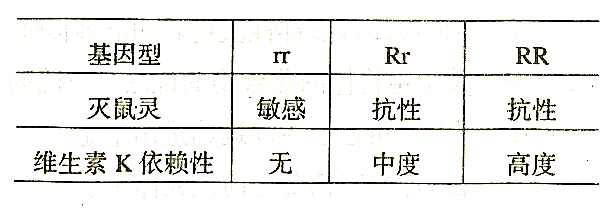 基因型 rr Rr RR
灭鼠灵 敏感 抗性 抗性
维生素 K 依赖性 无 中度 高度